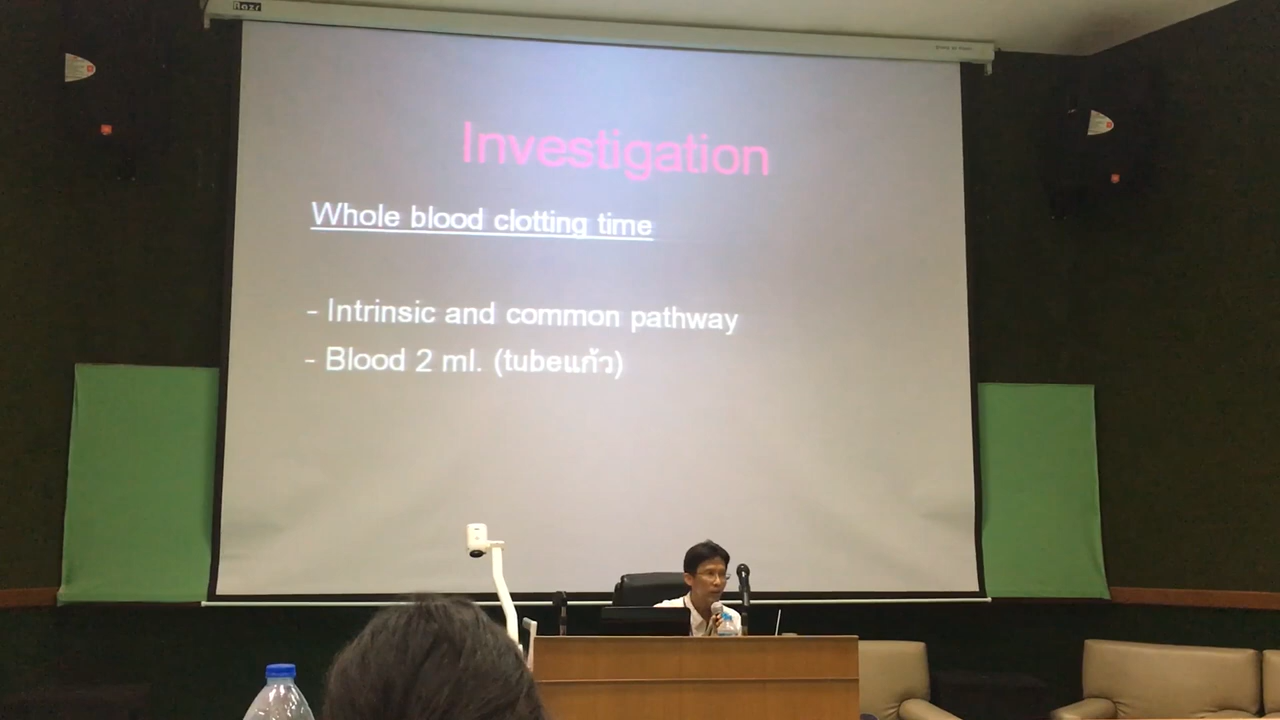 Razr
Investigation
Whole blood clotting time
- Intrinsic and common pathway
- Blood 2 ml. (tubeแก้ว)